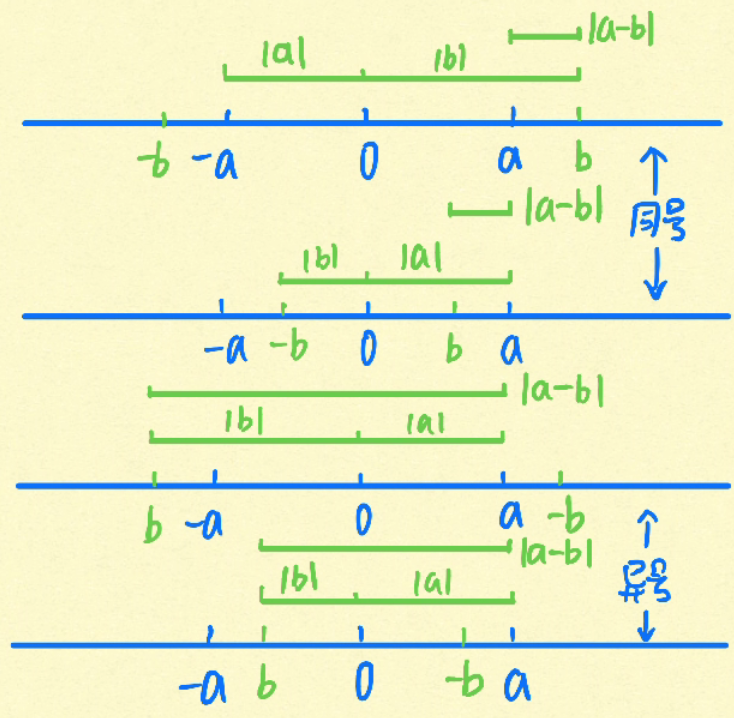 |a-b|
|a| |b|
-b -a 0 a b
同号
|a-b|
|b| |a|
-a -b 0 b a
|a-b|
|b| |a|
b -a 0 a -b
异号
|a-b|
|b| |a|
-a b 0 -b a